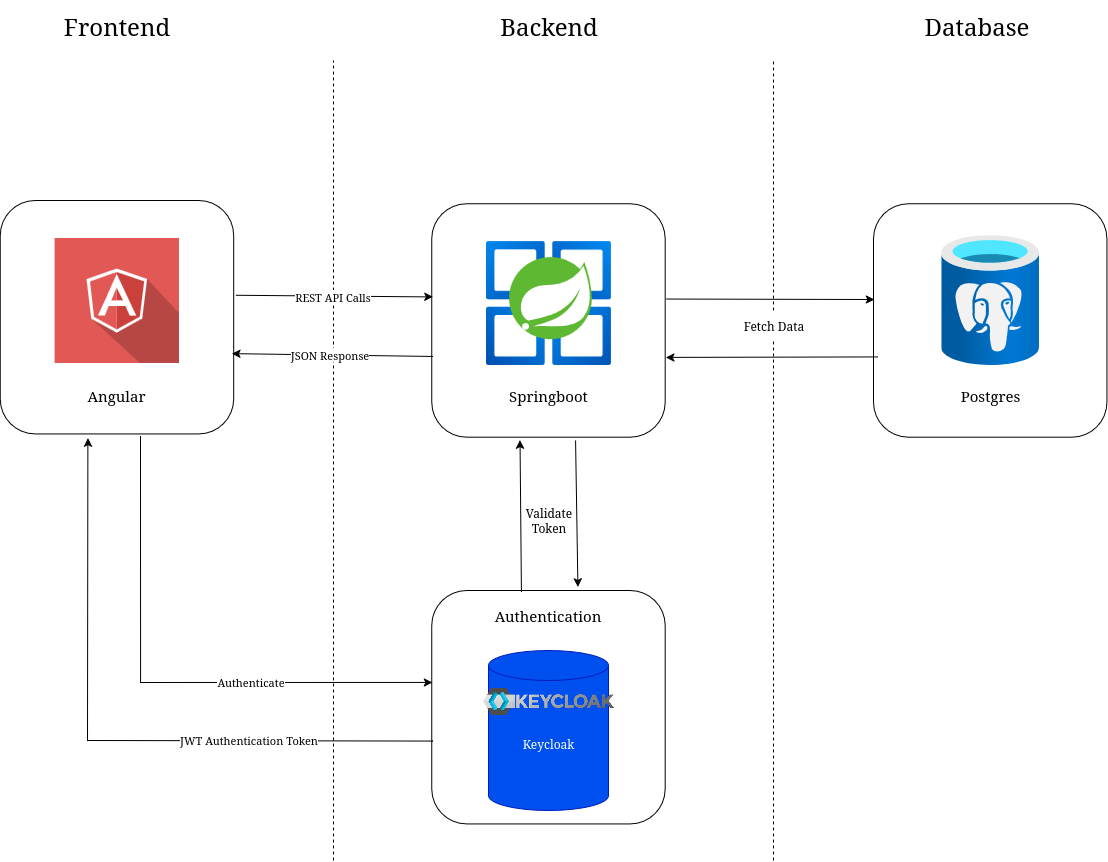 Frontend
Backend
Database
REST API Calls
JSON Response
Fetch Data
Angular
Springboot
Postgres
Validate
Token
Authentication
KEYCLOAK
Keycloak
Authenticate
JWT Authentication Token